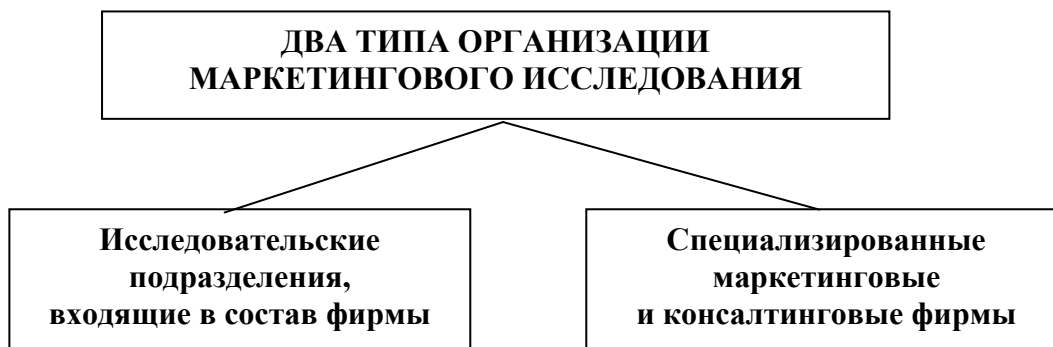 ДВА ТИПА ОРГАНИЗАЦИИ
МАРКЕТИНГОВОГО ИССЛЕДОВАНИЯ
Исследовательские
подразделения,
входящие в состав фирмы
Специализированные
маркетинговые
и консалтинговые фирмы